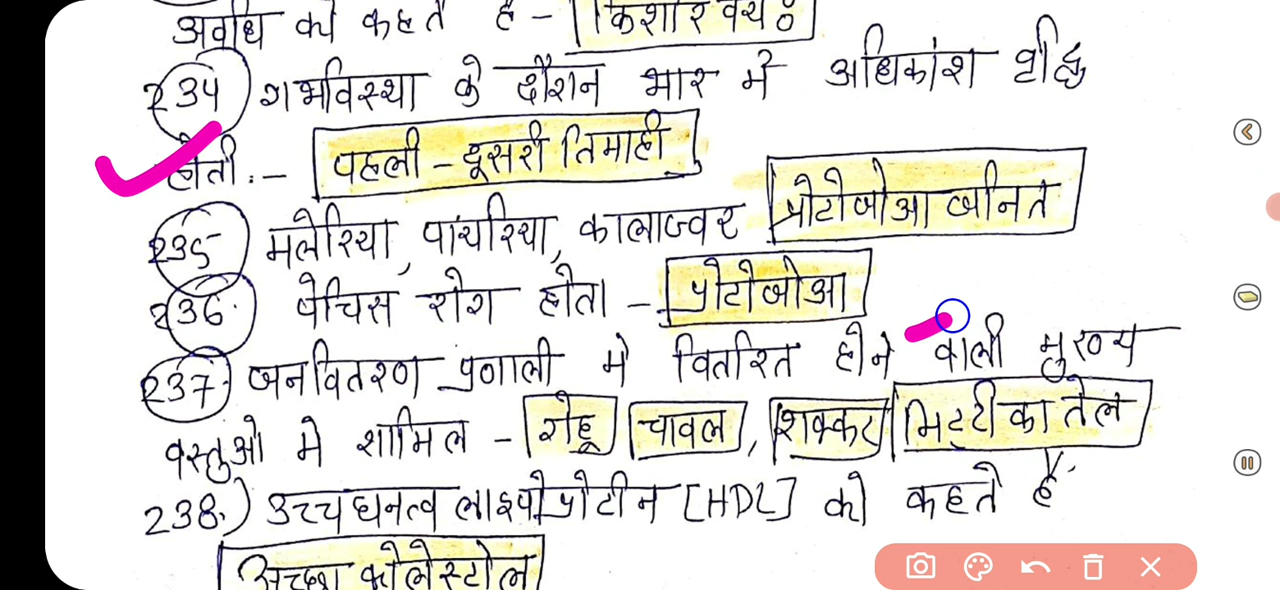 अवधि को कहते है - किशोर वय:
234 गर्भावस्था के दौरान भार में अधिकांश वृद्धि
होती :- पहली - दूसरी तिमाही
235 मलेरिया, पायरिया, कालाज्वर प्रोटोजोआ जनित
236. पेचिस रोग होता - प्रोटोजोआ
237. जनवितरण प्रणाली मे वितरित होने वाली मुख्य
वस्तुओ मे शामिल - गेहू चावल, शक्कर मिट्टी का तेल
238.) उच्च घनत्व लाइपोप्रोटीन [HDL] को कहते हैं
अच्छा कोलेस्टोल